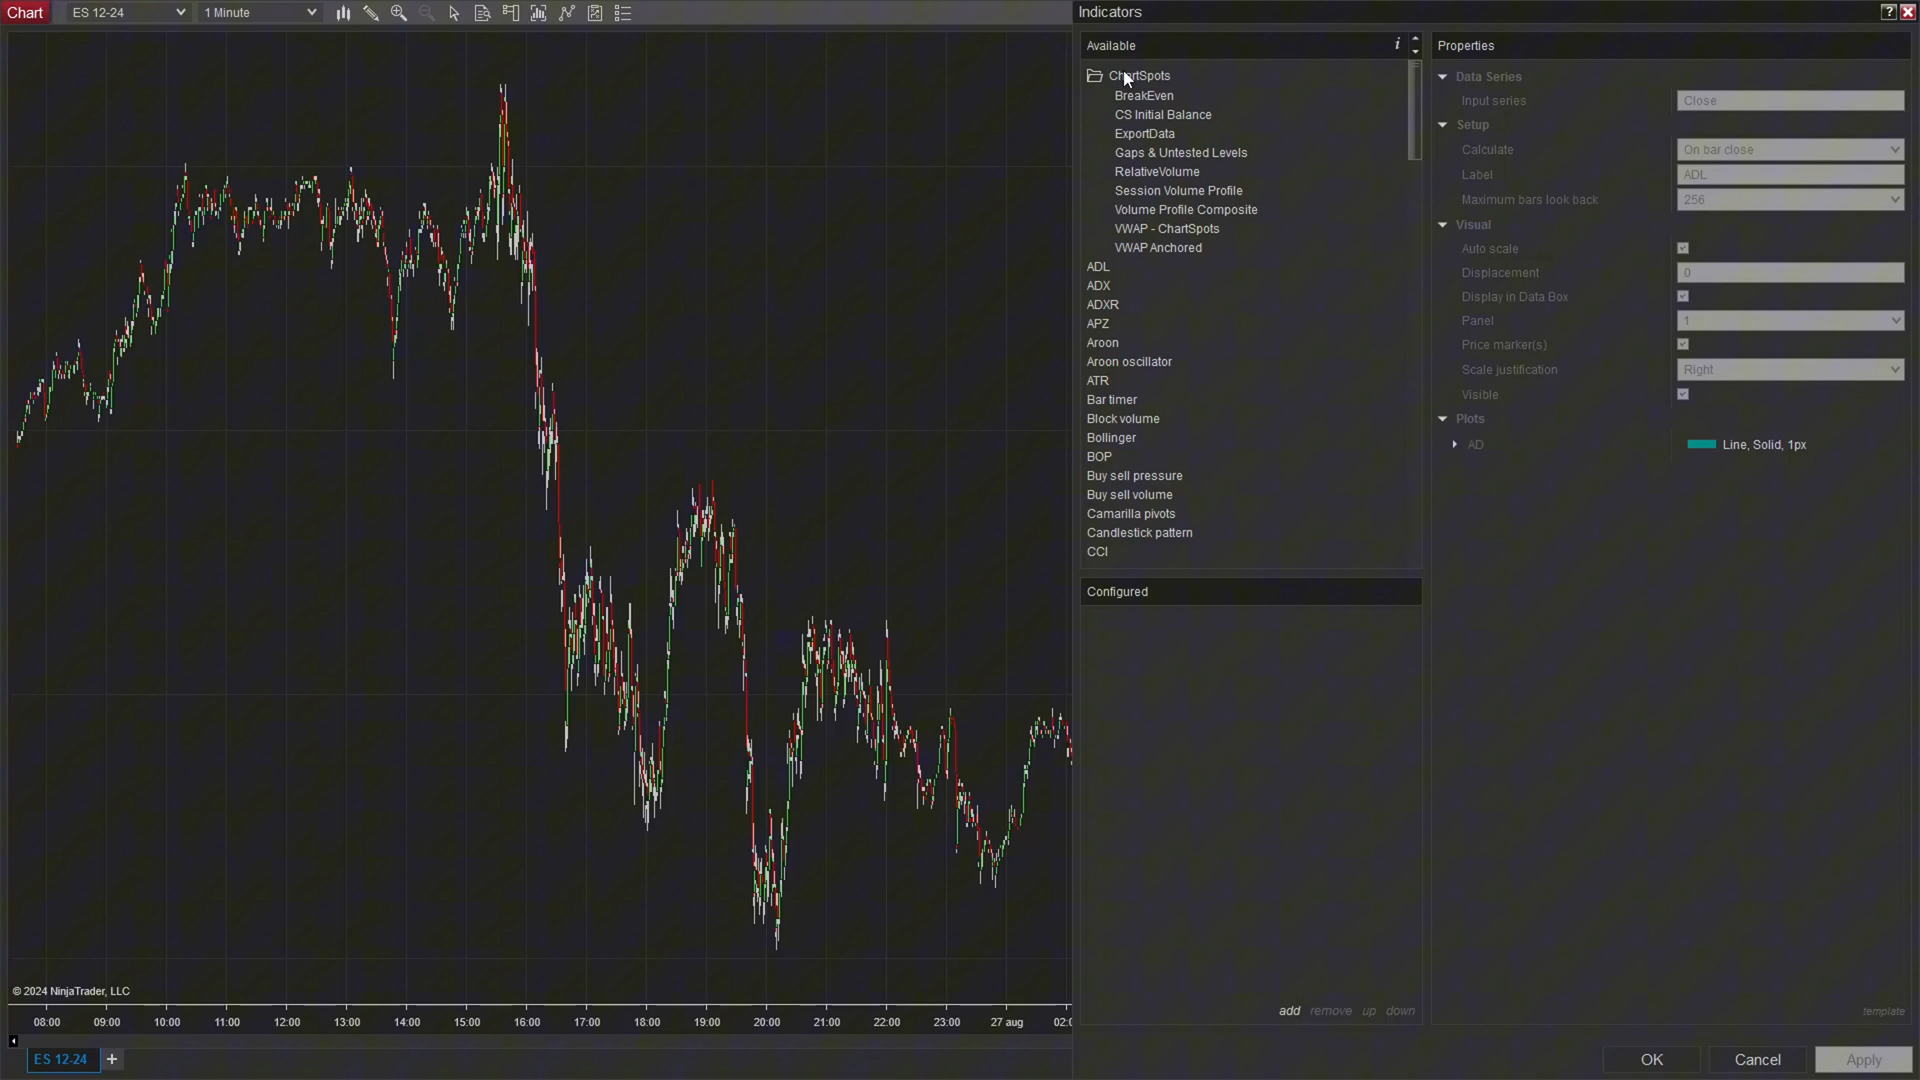 Chart
ES 12-24
1 Minute
Indicators
?
Available
i
Properties
ChartSpots
BreakEven
CS Initial Balance
ExportData
Gaps & Untested Levels
RelativeVolume
Session Volume Profile
Volume Profile Composite
VWAP - ChartSpots
VWAP Anchored
ADL
ADX
ADXR
APZ
Aroon
Aroon oscillator
ATR
Bar timer
Block volume
Bollinger
BOP
Buy sell pressure
Buy sell volume
Camarilla pivots
Candlestick pattern
CCI
Data Series
Input series
Close
Setup
Calculate
On bar close
Label
ADL
Maximum bars look back
256
Visual
Auto scale
Displacement
0
Display in Data Box
Panel
1
Price marker(s)
Scale justification
Right
Visible
Plots
AD
Line, Solid, 1px
Configured
add remove up down
template
© 2024 NinjaTrader, LLC
08:00 09:00 10:00 11:00 12:00 13:00 14:00 15:00 16:00 17:00 18:00 19:00 20:00 21:00 22:00 23:00 27 aug 02:0
ES 12-24
+
OK
Cancel
Apply